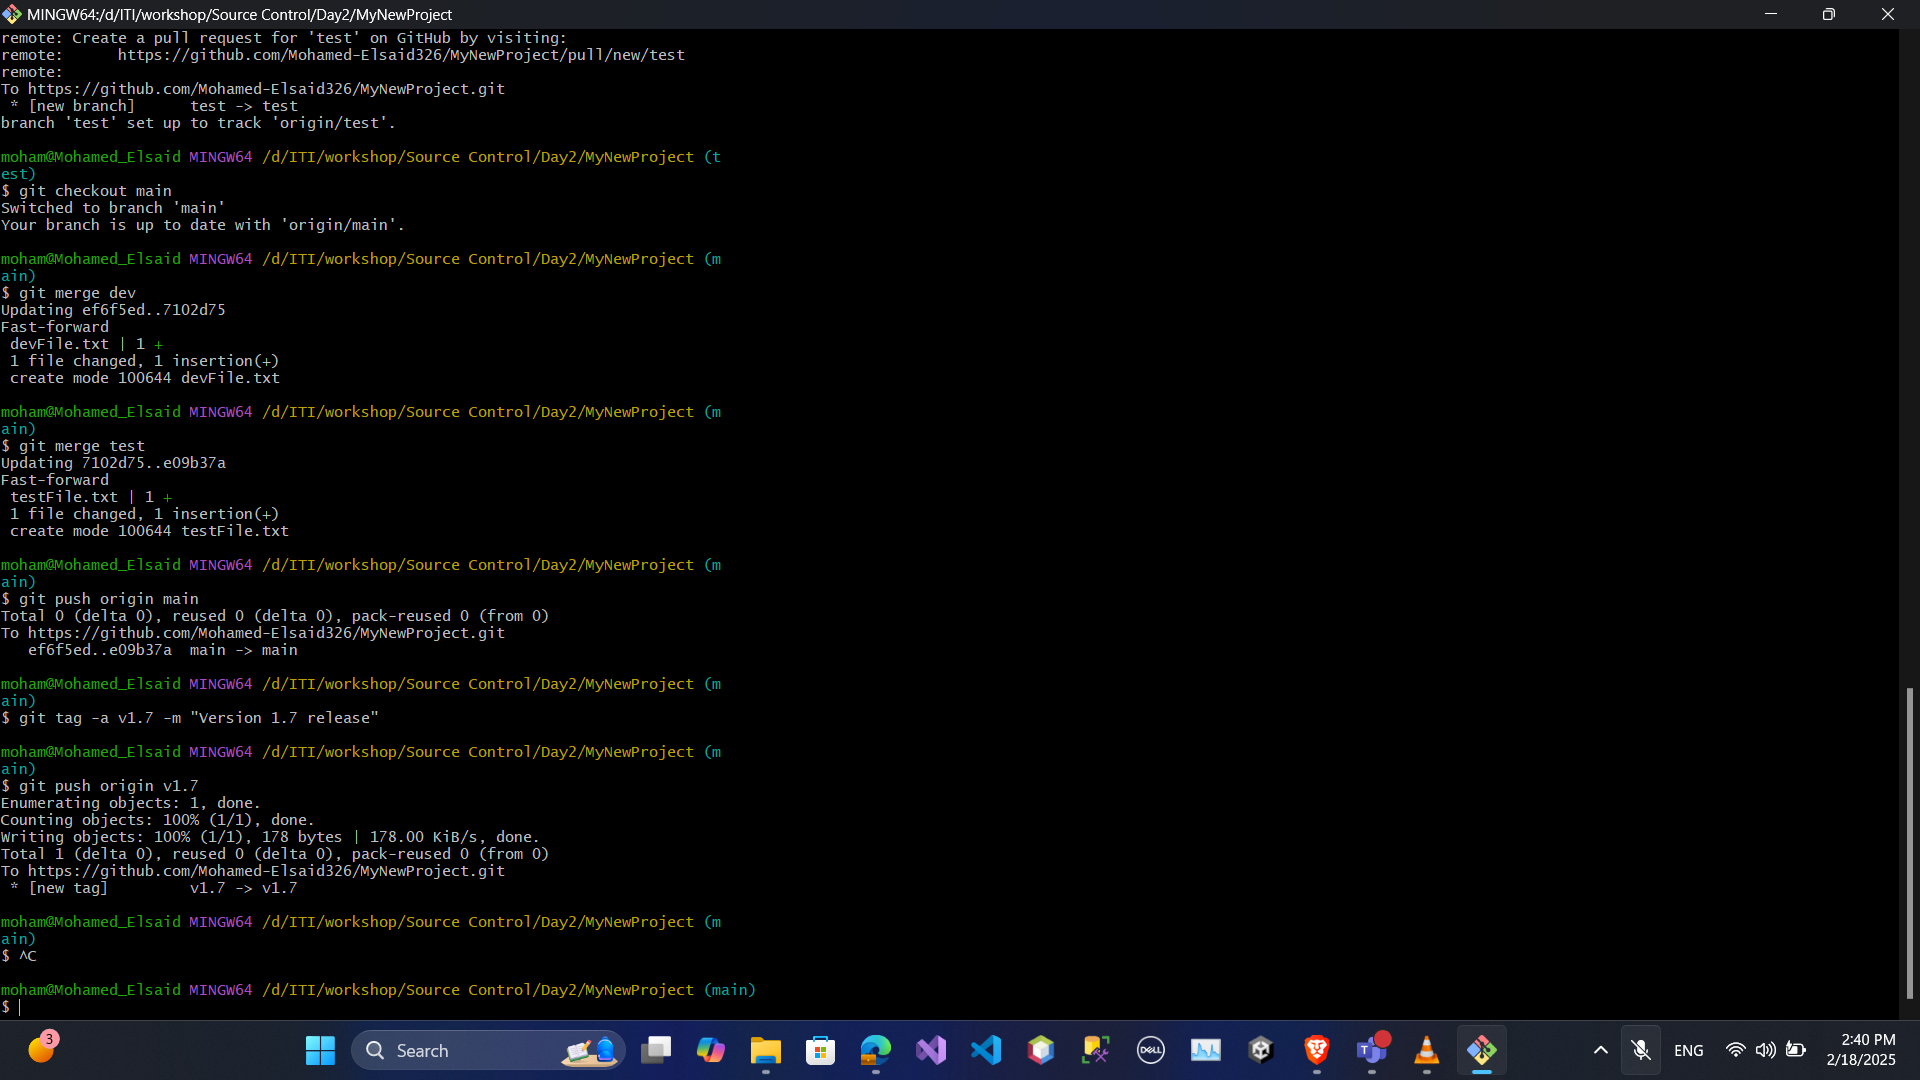 MINGW64:/d/ITI/workshop/Source Control/Day2/MyNewProject
remote: Create a pull request for 'test' on GitHub by visiting:
remote:      https://github.com/Mohamed-Elsaid326/MyNewProject/pull/new/test
remote:
To https://github.com/Mohamed-Elsaid326/MyNewProject.git
 * [new branch]      test -> test
branch 'test' set up to track 'origin/test'.
moham@Mohamed_Elsaid MINGW64 /d/ITI/workshop/Source Control/Day2/MyNewProject (t
est)
$ git checkout main
Switched to branch 'main'
Your branch is up to date with 'origin/main'.
moham@Mohamed_Elsaid MINGW64 /d/ITI/workshop/Source Control/Day2/MyNewProject (m
ain)
$ git merge dev
Updating ef6f5ed..7102d75
Fast-forward
 devFile.txt | 1 +
 1 file changed, 1 insertion(+)
 create mode 100644 devFile.txt
moham@Mohamed_Elsaid MINGW64 /d/ITI/workshop/Source Control/Day2/MyNewProject (m
ain)
$ git merge test
Updating 7102d75..e09b37a
Fast-forward
 testFile.txt | 1 +
 1 file changed, 1 insertion(+)
 create mode 100644 testFile.txt
moham@Mohamed_Elsaid MINGW64 /d/ITI/workshop/Source Control/Day2/MyNewProject (m
ain)
$ git push origin main
Total 0 (delta 0), reused 0 (delta 0), pack-reused 0 (from 0)
To https://github.com/Mohamed-Elsaid326/MyNewProject.git
   ef6f5ed..e09b37a  main -> main
moham@Mohamed_Elsaid MINGW64 /d/ITI/workshop/Source Control/Day2/MyNewProject (m
ain)
$ git tag -a v1.7 -m "Version 1.7 release"
moham@Mohamed_Elsaid MINGW64 /d/ITI/workshop/Source Control/Day2/MyNewProject (m
ain)
$ git push origin v1.7
Enumerating objects: 1, done.
Counting objects: 100% (1/1), done.
Writing objects: 100% (1/1), 178 bytes | 178.00 KiB/s, done.
Total 1 (delta 0), reused 0 (delta 0), pack-reused 0 (from 0)
To https://github.com/Mohamed-Elsaid326/MyNewProject.git
 * [new tag]         v1.7 -> v1.7
moham@Mohamed_Elsaid MINGW64 /d/ITI/workshop/Source Control/Day2/MyNewProject (m
ain)
$ ^C
moham@Mohamed_Elsaid MINGW64 /d/ITI/workshop/Source Control/Day2/MyNewProject (main)
$
3
Search
DELL
T
ENG
2:40 PM
2/18/2025